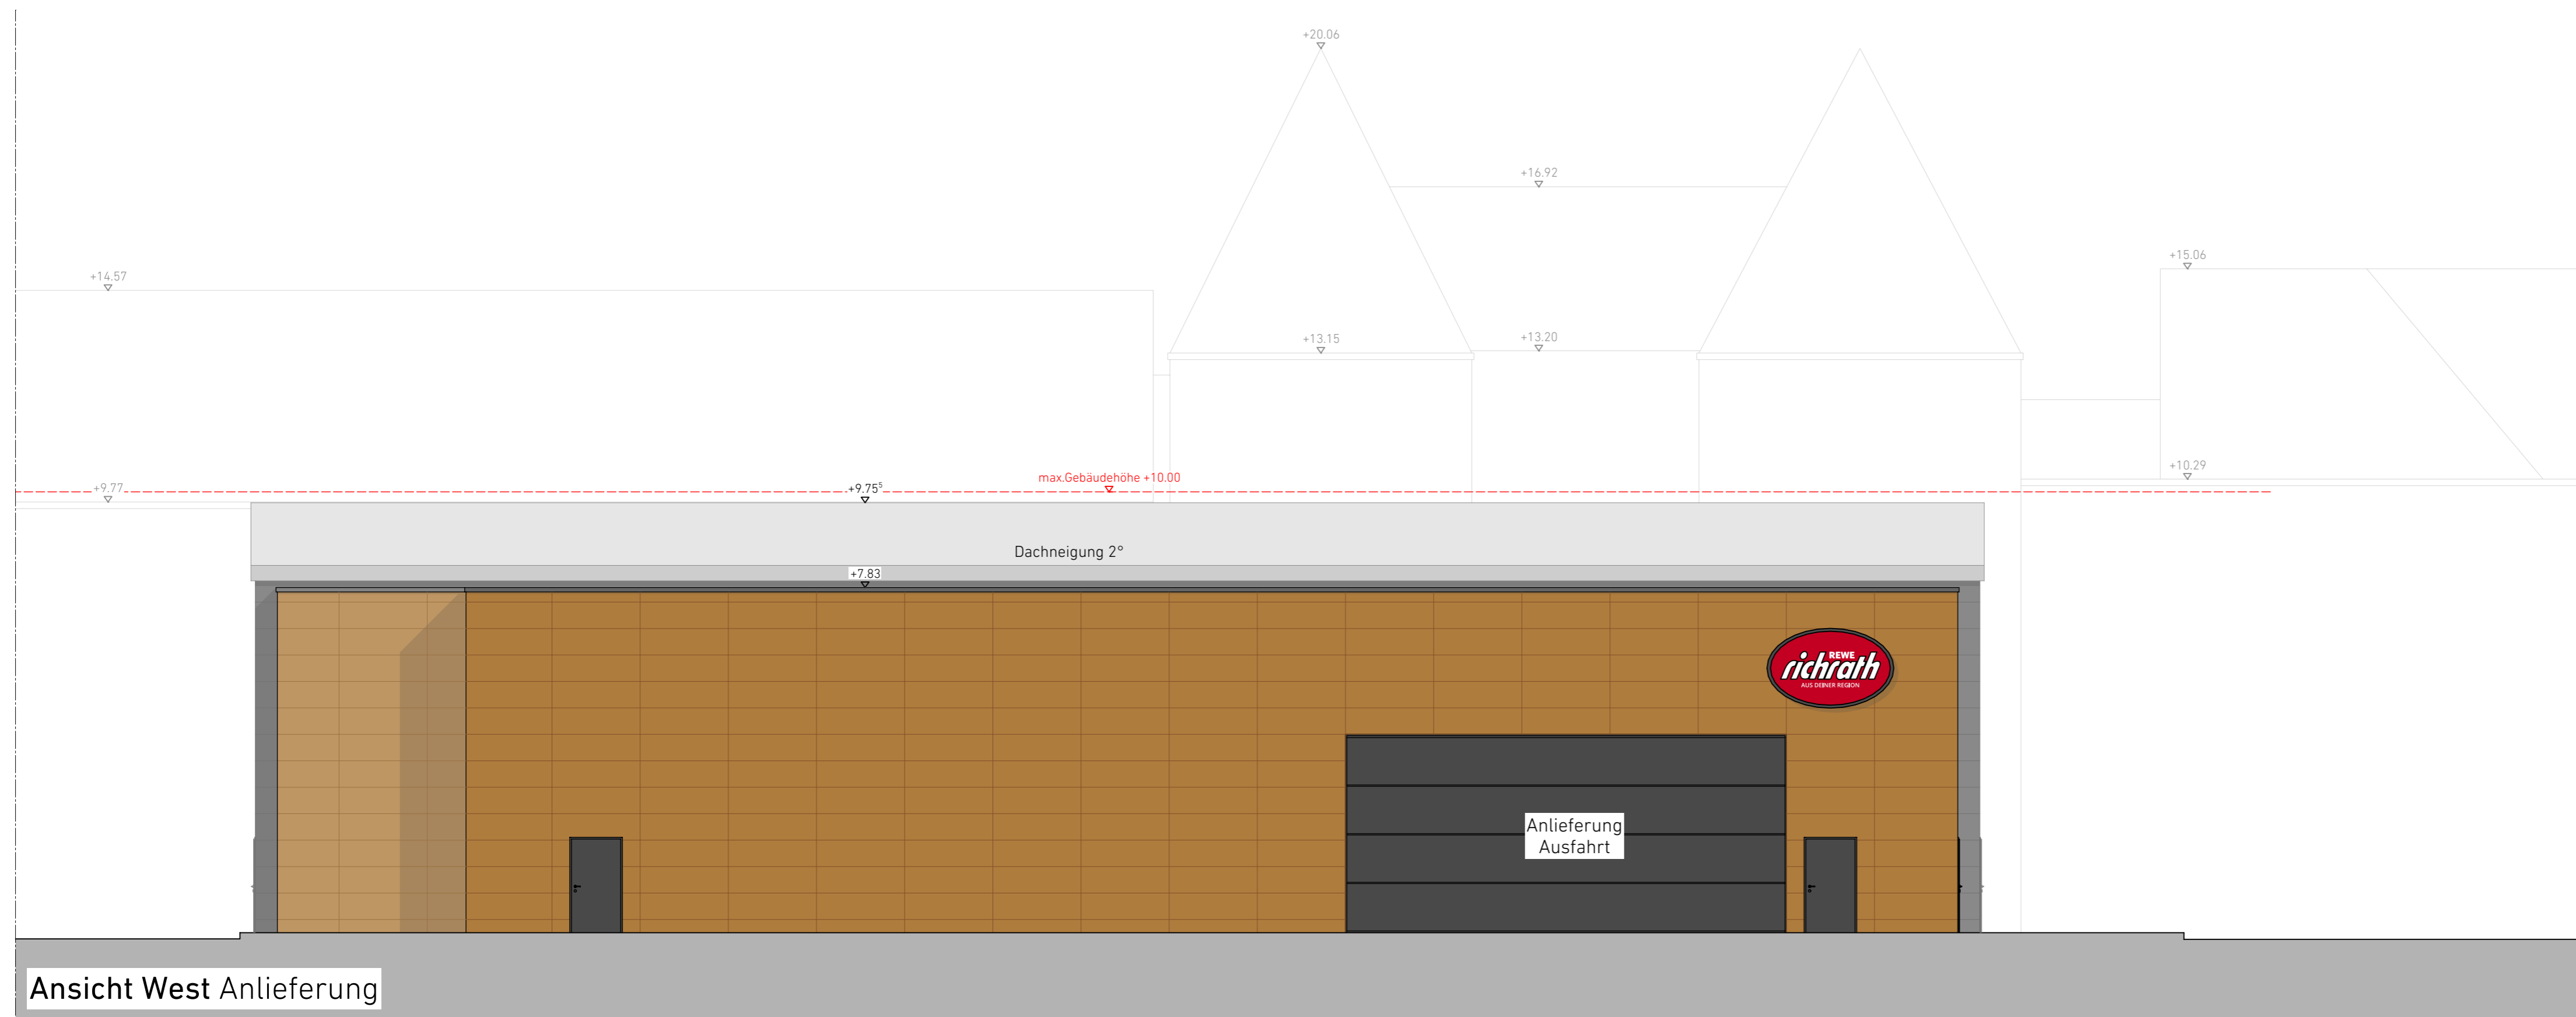 +20.06
+16.92
+15.06
+14.57
+13.15
+13.20
+10.29
max.Gebäudehöhe +10.00
+9.77
+9.75⁵
Dachneigung 2°
+7.83
REWE
richrath
AUS DEINER REGION
Anlieferung
Ausfahrt
Ansicht West Anlieferung